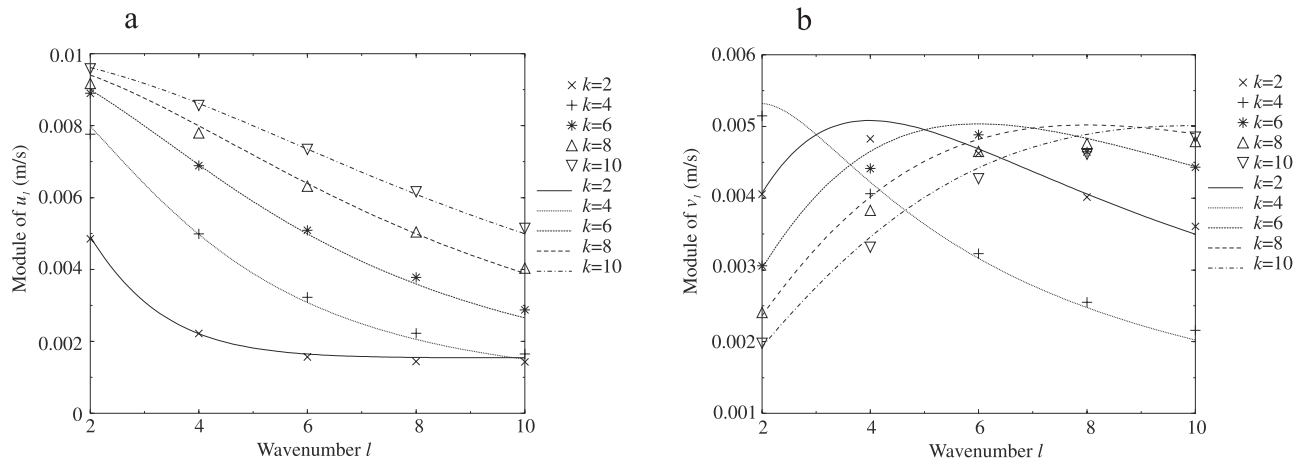 a
0.01
0.008
0.006
0.004
0.002
0
2
4
6
8
10
Module of u₁ (m/s)
Wavenumber l
k=2
k=4
k=6
k=8
k=10
k=2
k=4
k=6
k=8
k=10
b
0.006
0.005
0.004
0.003
0.002
0.001
2
4
6
8
10
Module of v₁ (m/s)
Wavenumber l
k=2
k=4
k=6
k=8
k=10
k=2
k=4
k=6
k=8
k=10